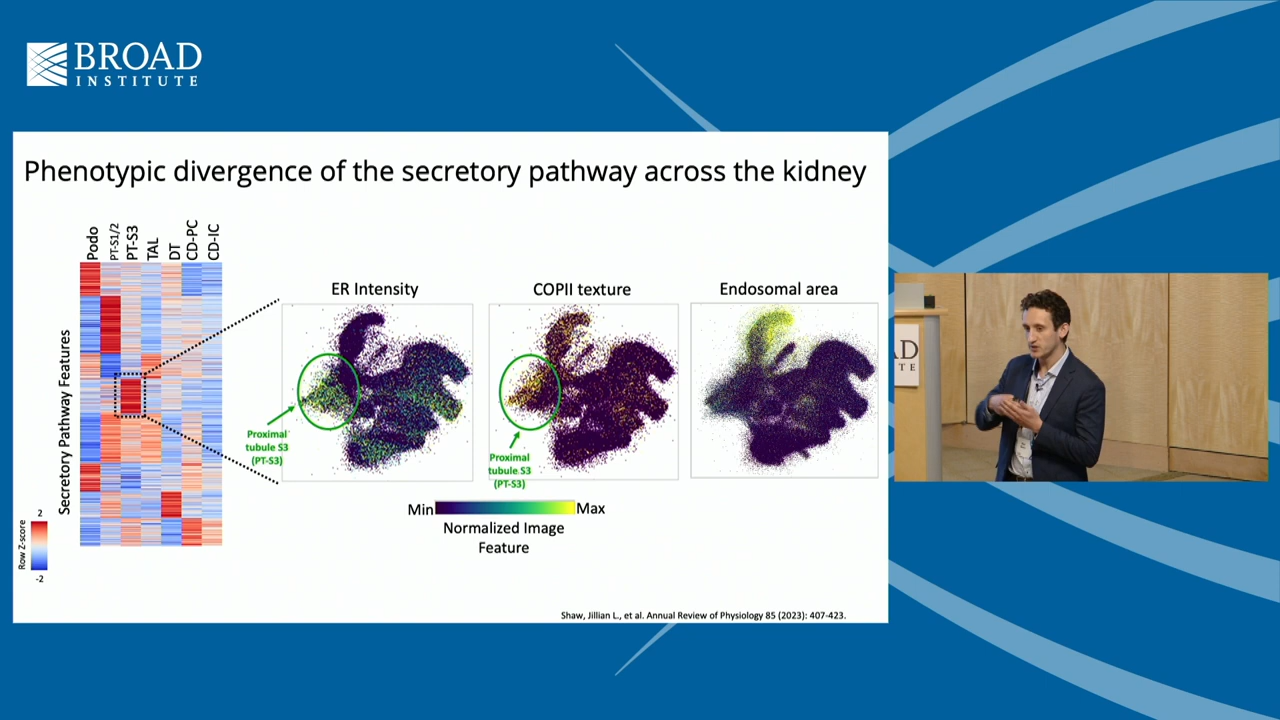 BROAD
INSTITUTE
Phenotypic divergence of the secretory pathway across the kidney
Podo
PT-S1/2
PT-S3
TAL
DT
CD-PC
CD-IC
Secretory Pathway Features
2
Row Z-score
-2
ER Intensity
COPII texture
Endosomal area
Proximal
tubule S3
(PT-S3)
Proximal
tubule S3
(PT-S3)
Min
Max
Normalized Image
Feature
Shaw, Jillian L., et al. Annual Review of Physiology 85 (2023): 407-423.
AD
TE